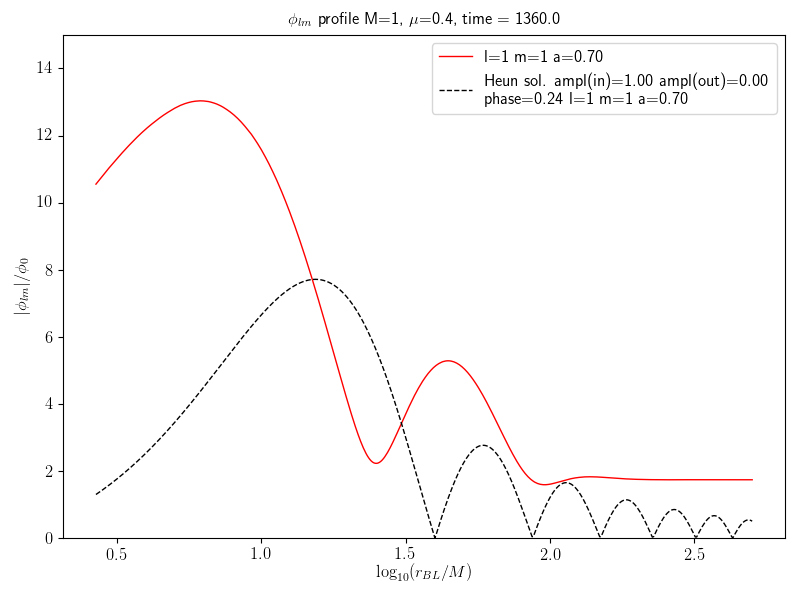 ϕ_lm profile M=1, μ=0.4, time = 1360.0
l=1 m=1 a=0.70
Heun sol. ampl(in)=1.00 ampl(out)=0.00
phase=0.24 l=1 m=1 a=0.70
|ϕ_lm|/ϕ_0
14
12
10
8
6
4
2
0
0.5 1.0 1.5 2.0 2.5
log_10(r_BL/M)